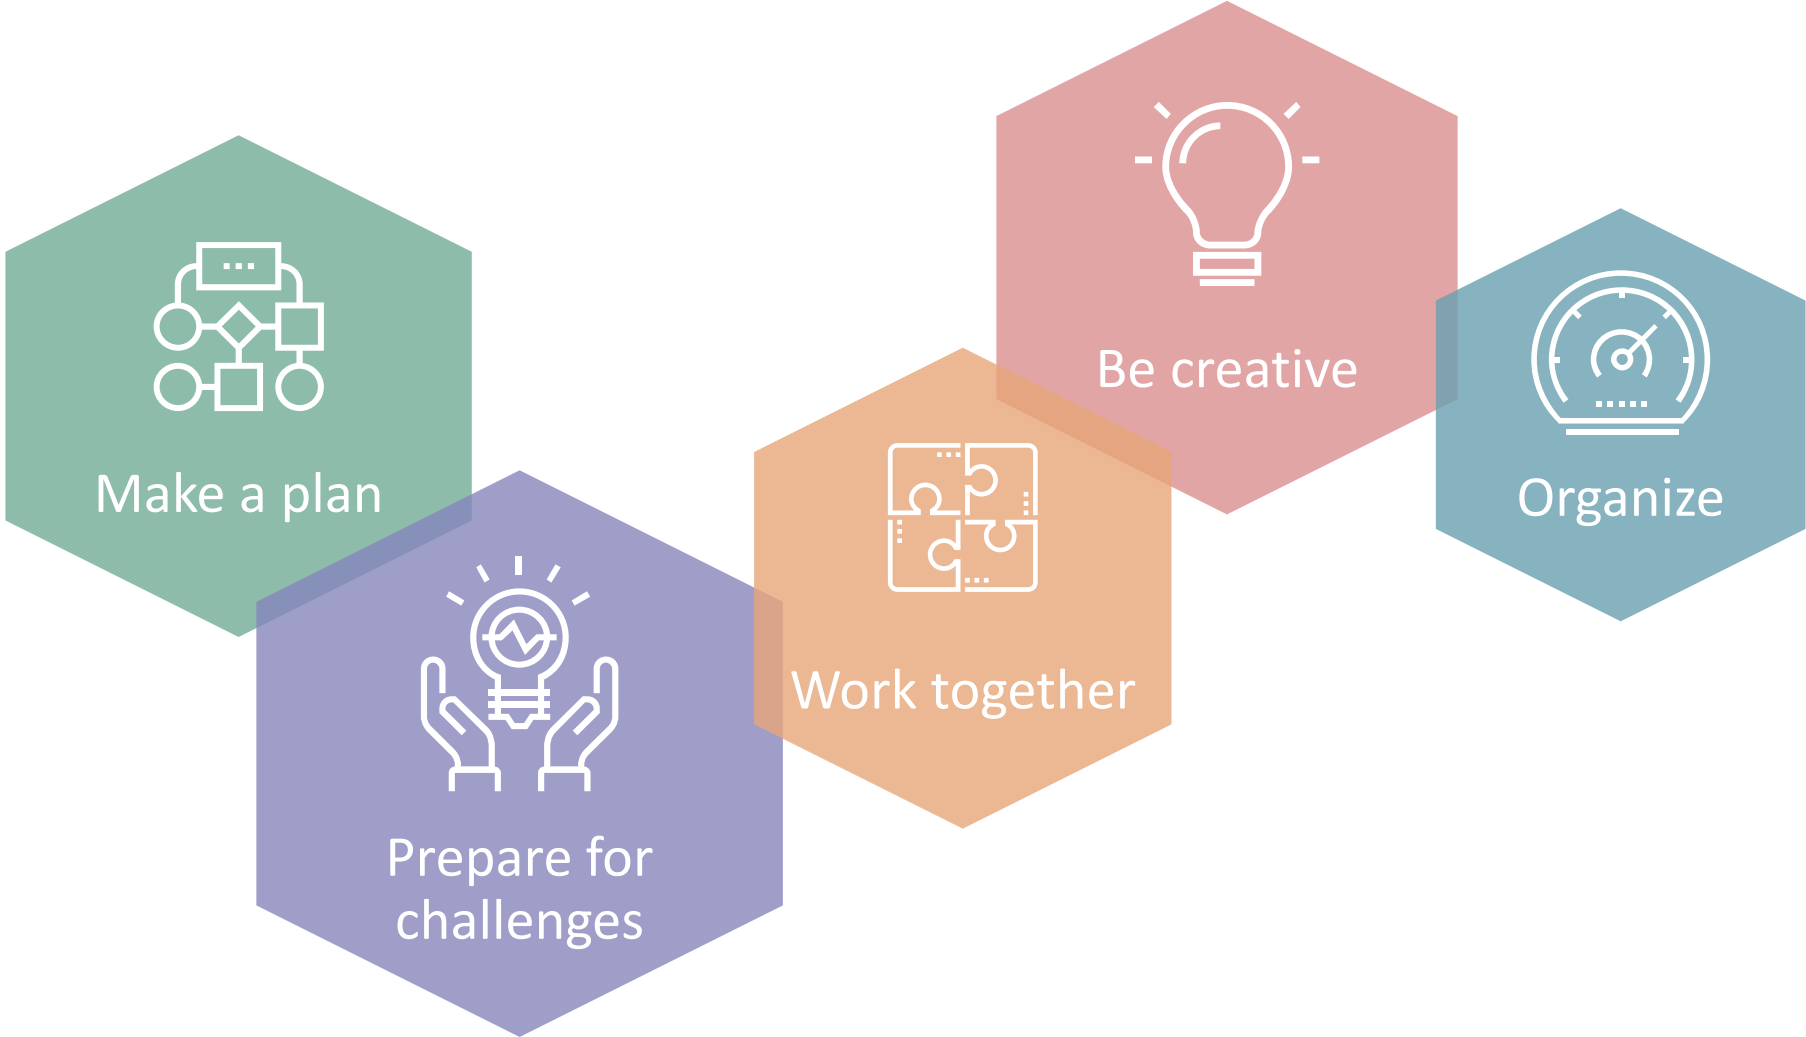 Make a plan
Prepare for
challenges
Work together
Be creative
Organize